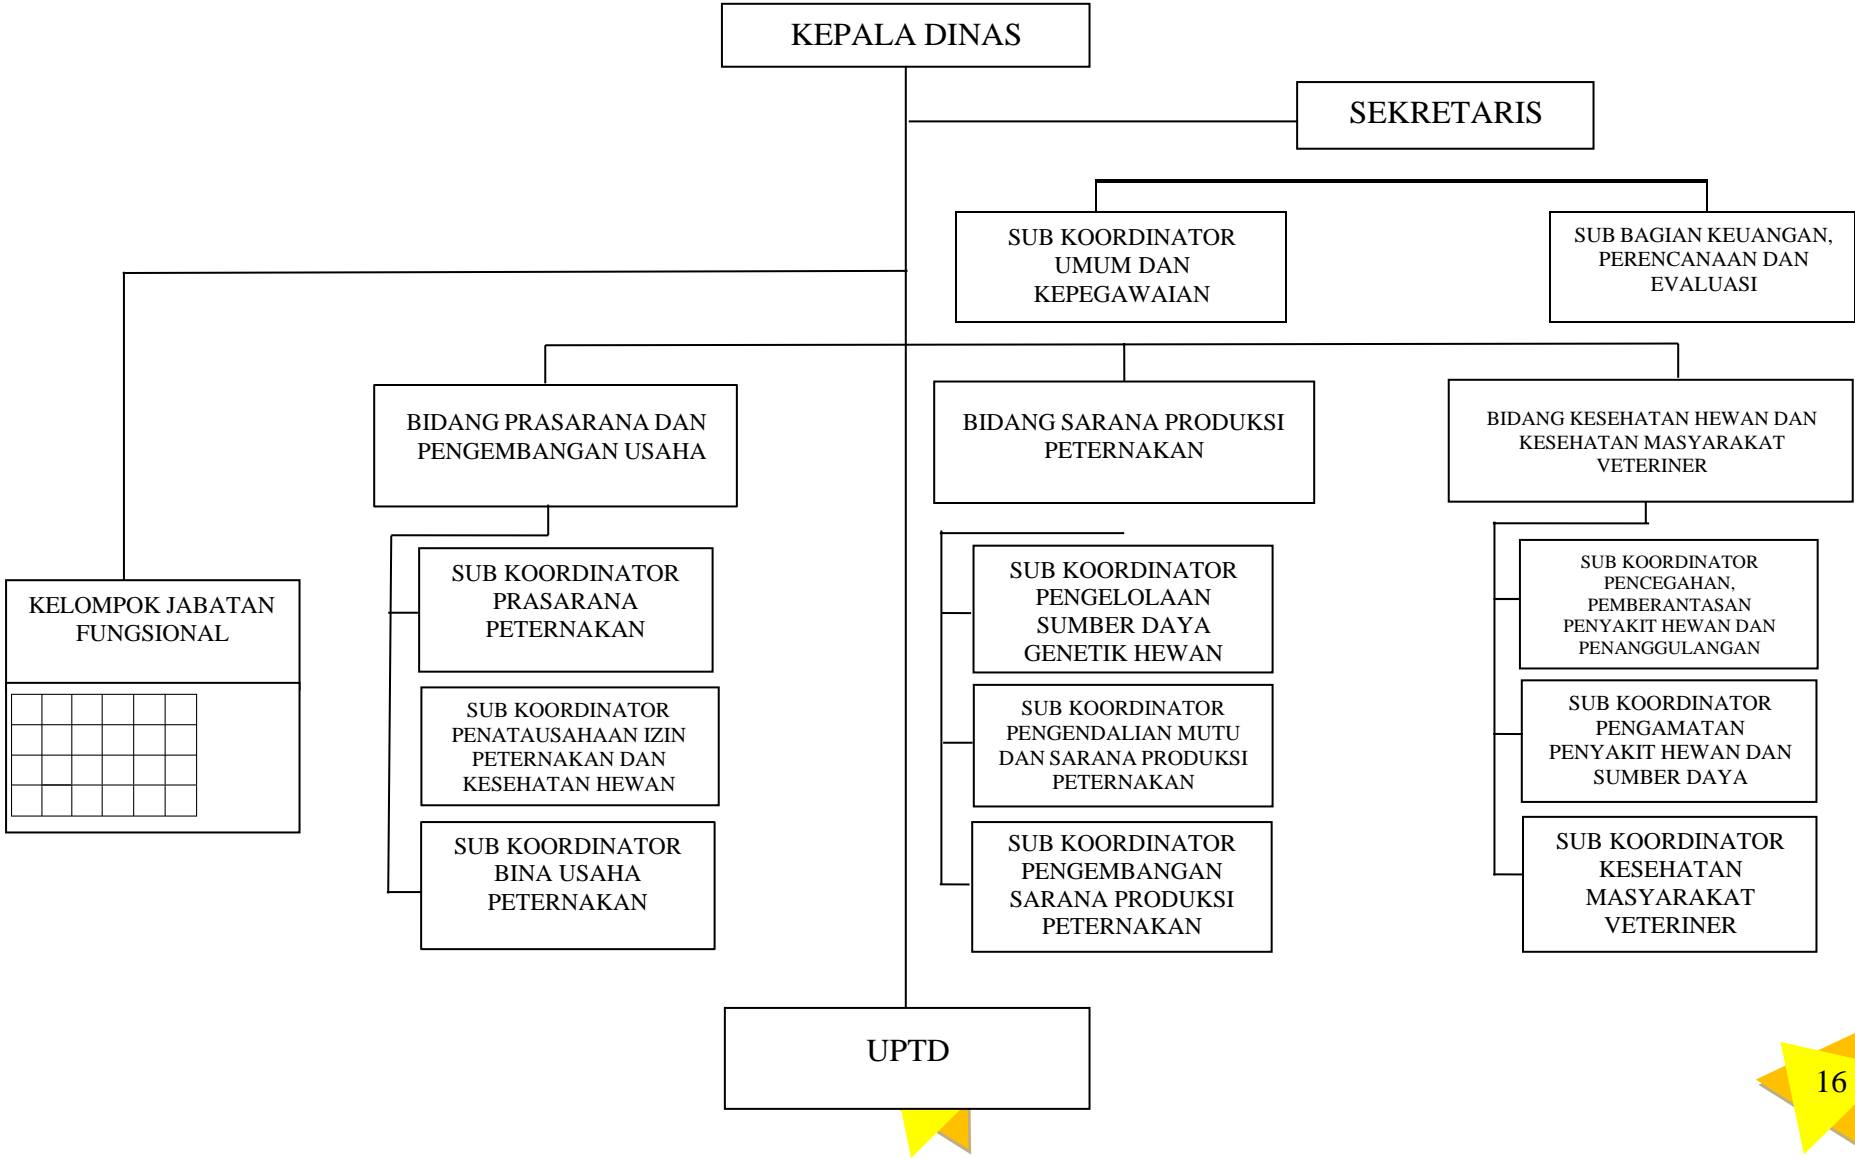 KEPALA DINAS
SEKRETARIS
SUB KOORDINATOR
UMUM DAN
KEPEGAWAIAN
SUB BAGIAN KEUANGAN,
PERENCANAAN DAN
EVALUASI
BIDANG PRASARANA DAN
PENGEMBANGAN USAHA
BIDANG SARANA PRODUKSI
PETERNAKAN
BIDANG KESEHATAN HEWAN DAN
KESEHATAN MASYARAKAT
VETERINER
KELOMPOK JABATAN
FUNGSIONAL
SUB KOORDINATOR
PRASARANA
PETERNAKAN
SUB KOORDINATOR
PENATAUSAHAAN IZIN
PETERNAKAN DAN
KESEHATAN HEWAN
SUB KOORDINATOR
BINA USAHA
PETERNAKAN
SUB KOORDINATOR
PENGELOLAAN
SUMBER DAYA
GENETIK HEWAN
SUB KOORDINATOR
PENGENDALIAN MUTU
DAN SARANA PRODUKSI
PETERNAKAN
SUB KOORDINATOR
PENGEMBANGAN
SARANA PRODUKSI
PETERNAKAN
SUB KOORDINATOR
PENCEGAHAN,
PEMBERANTASAN
PENYAKIT HEWAN DAN
PENANGGULANGAN
SUB KOORDINATOR
PENGAMATAN
PENYAKIT HEWAN DAN
SUMBER DAYA
SUB KOORDINATOR
KESEHATAN
MASYARAKAT
VETERINER
UPTD
16